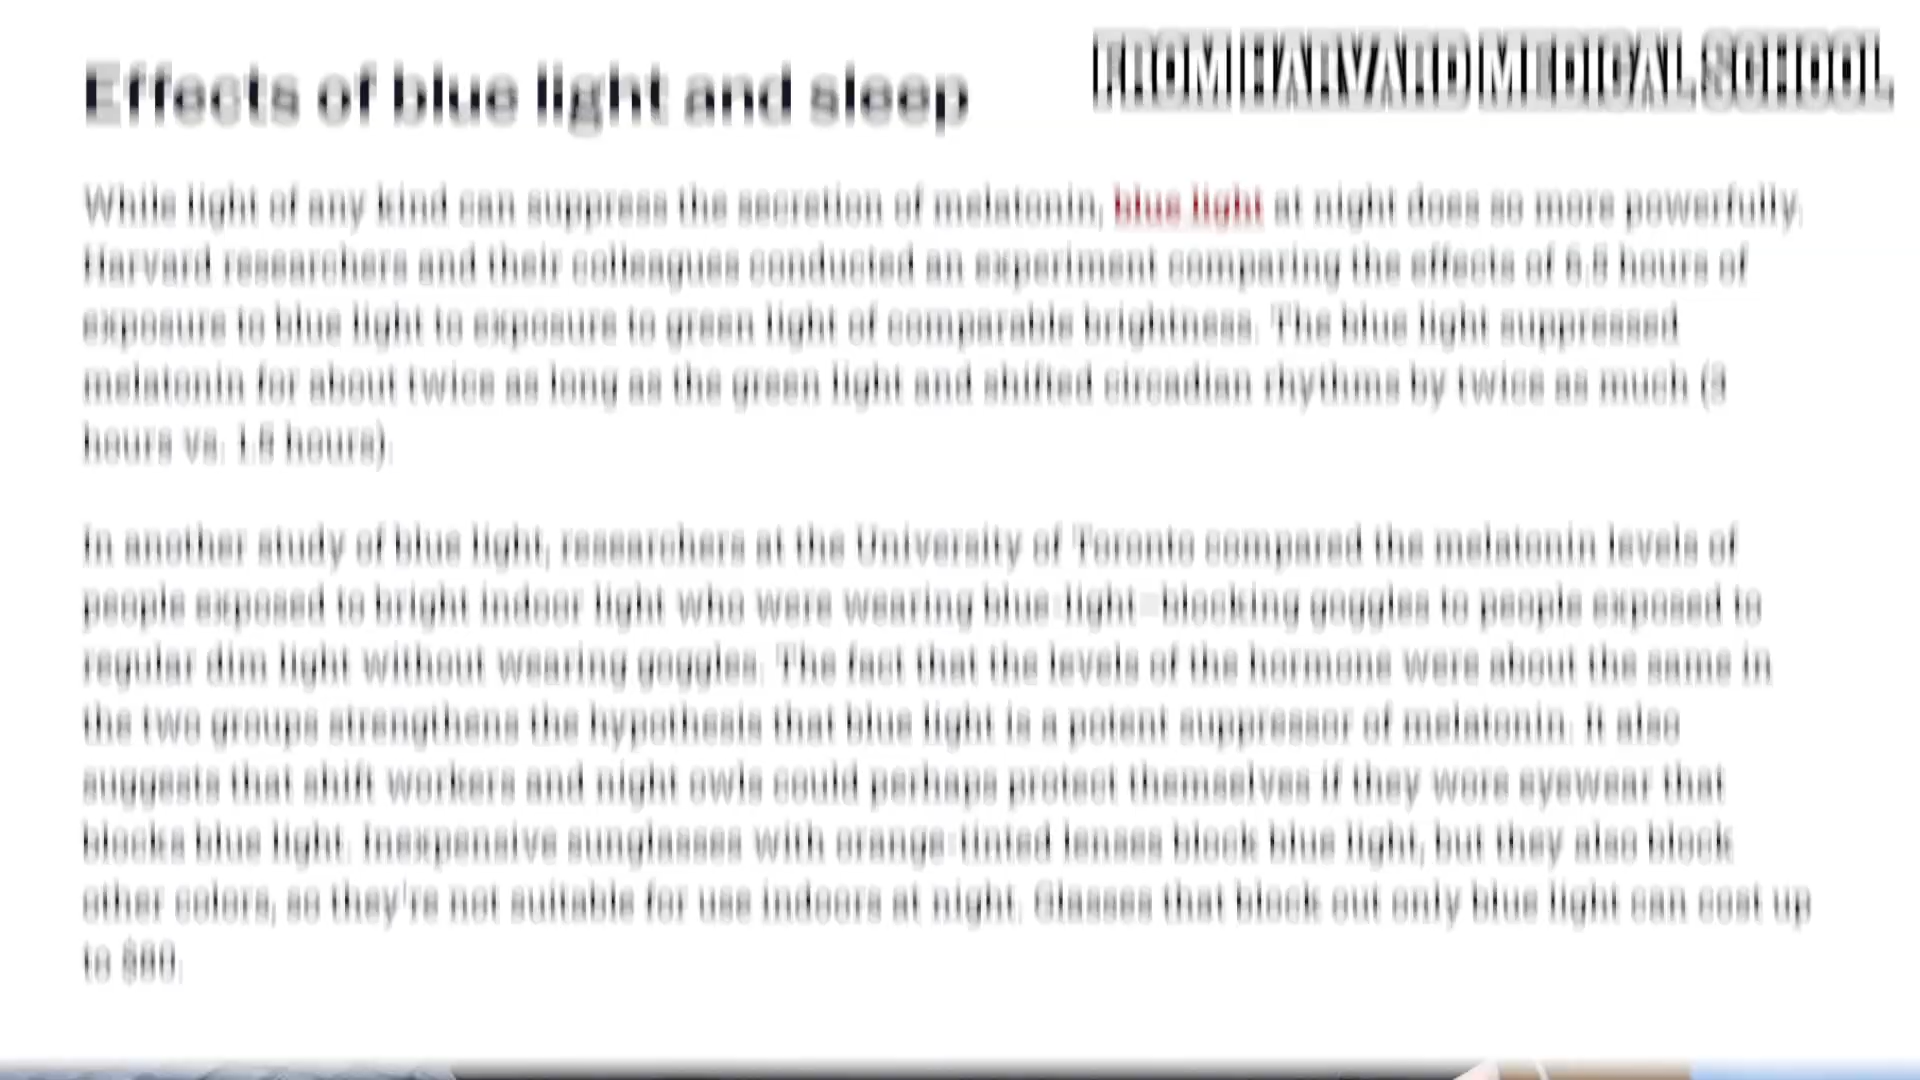 Effects of blue light and sleep
FROM HARVARD MEDICAL SCHOOL
While light of any kind can suppress the secretion of melatonin, blue light at night does so more powerfully.
Harvard researchers and their colleagues conducted an experiment comparing the effects of 6.5 hours of
exposure to blue light to exposure to green light of comparable brightness. The blue light suppressed
melatonin for about twice as long as the green light and shifted circadian rhythms by twice as much (3
hours vs. 1.5 hours).
In another study of blue light, researchers at the University of Toronto compared the melatonin levels of
people exposed to bright indoor light who were wearing blue-light-blocking goggles to people exposed to
regular dim light without wearing goggles. The fact that the levels of the hormone were about the same in
the two groups strengthens the hypothesis that blue light is a potent suppressor of melatonin. It also
suggests that shift workers and night owls could perhaps protect themselves if they wore eyewear that
blocks blue light. Inexpensive sunglasses with orange-tinted lenses block blue light, but they also block
other colors, so they're not suitable for use indoors at night. Glasses that block out only blue light can cost up
to $80.